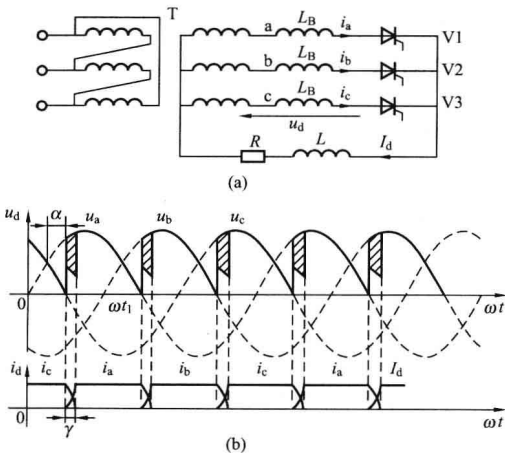 T
a L_B i_a V1
b L_B i_b V2
c L_B i_c V3
u_d
R L I_d
(a)
u_d α u_a u_b u_c
0 ωt_1 ωt
i_d i_c i_a i_b i_c i_a I_d
0 ωt
γ
(b)